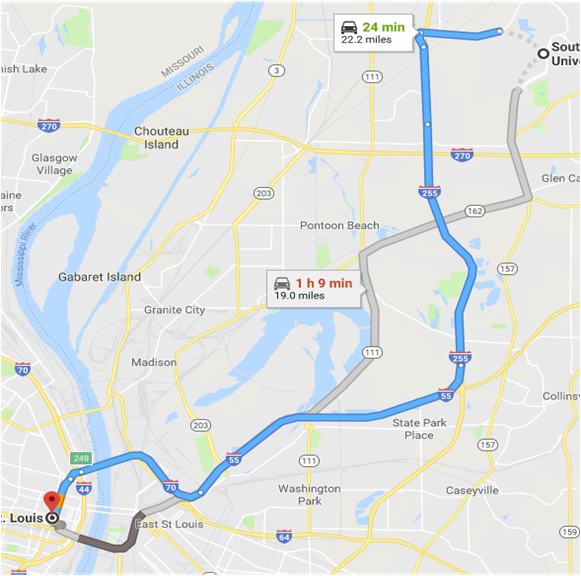 24 min
22.2 miles
Sout
Unive
nish Lake
MISSOURI
ILLINOIS
3
111
270
Chouteau
Island
270
Glasgow
Village
aine
ors
Glen Ca
255
203
162
Pontoon Beach
Mississippi River
157
Gabaret Island
1 h 9 min
19.0 miles
Granite City
70
Madison
111
255
55
Collinsv
203
State Park
Place
157
249
55
111
44
70
Washington
Park
Caseyville
t. Louis
East St Louis
64
159